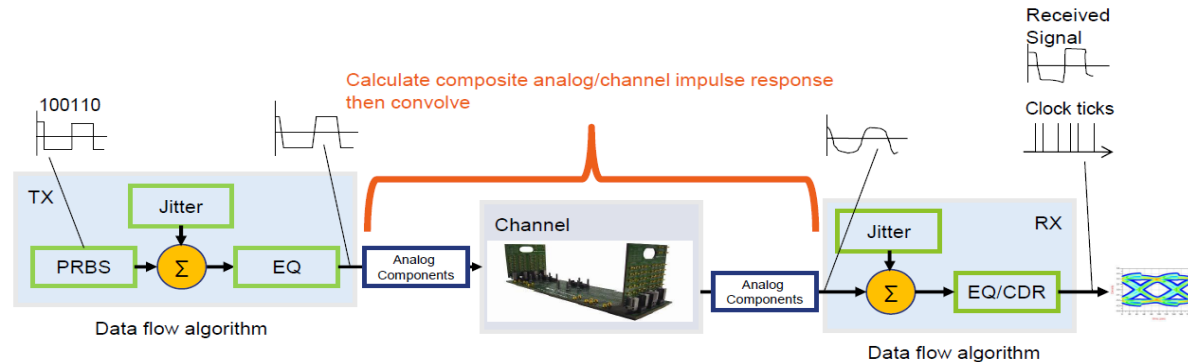 Received
Signal
Calculate composite analog/channel impulse response
then convolve
100110
Clock ticks
TX
Jitter
PRBS
Σ
EQ
Analog
Components
Channel
Analog
Components
RX
Jitter
Σ
EQ/CDR
Data flow algorithm
Data flow algorithm